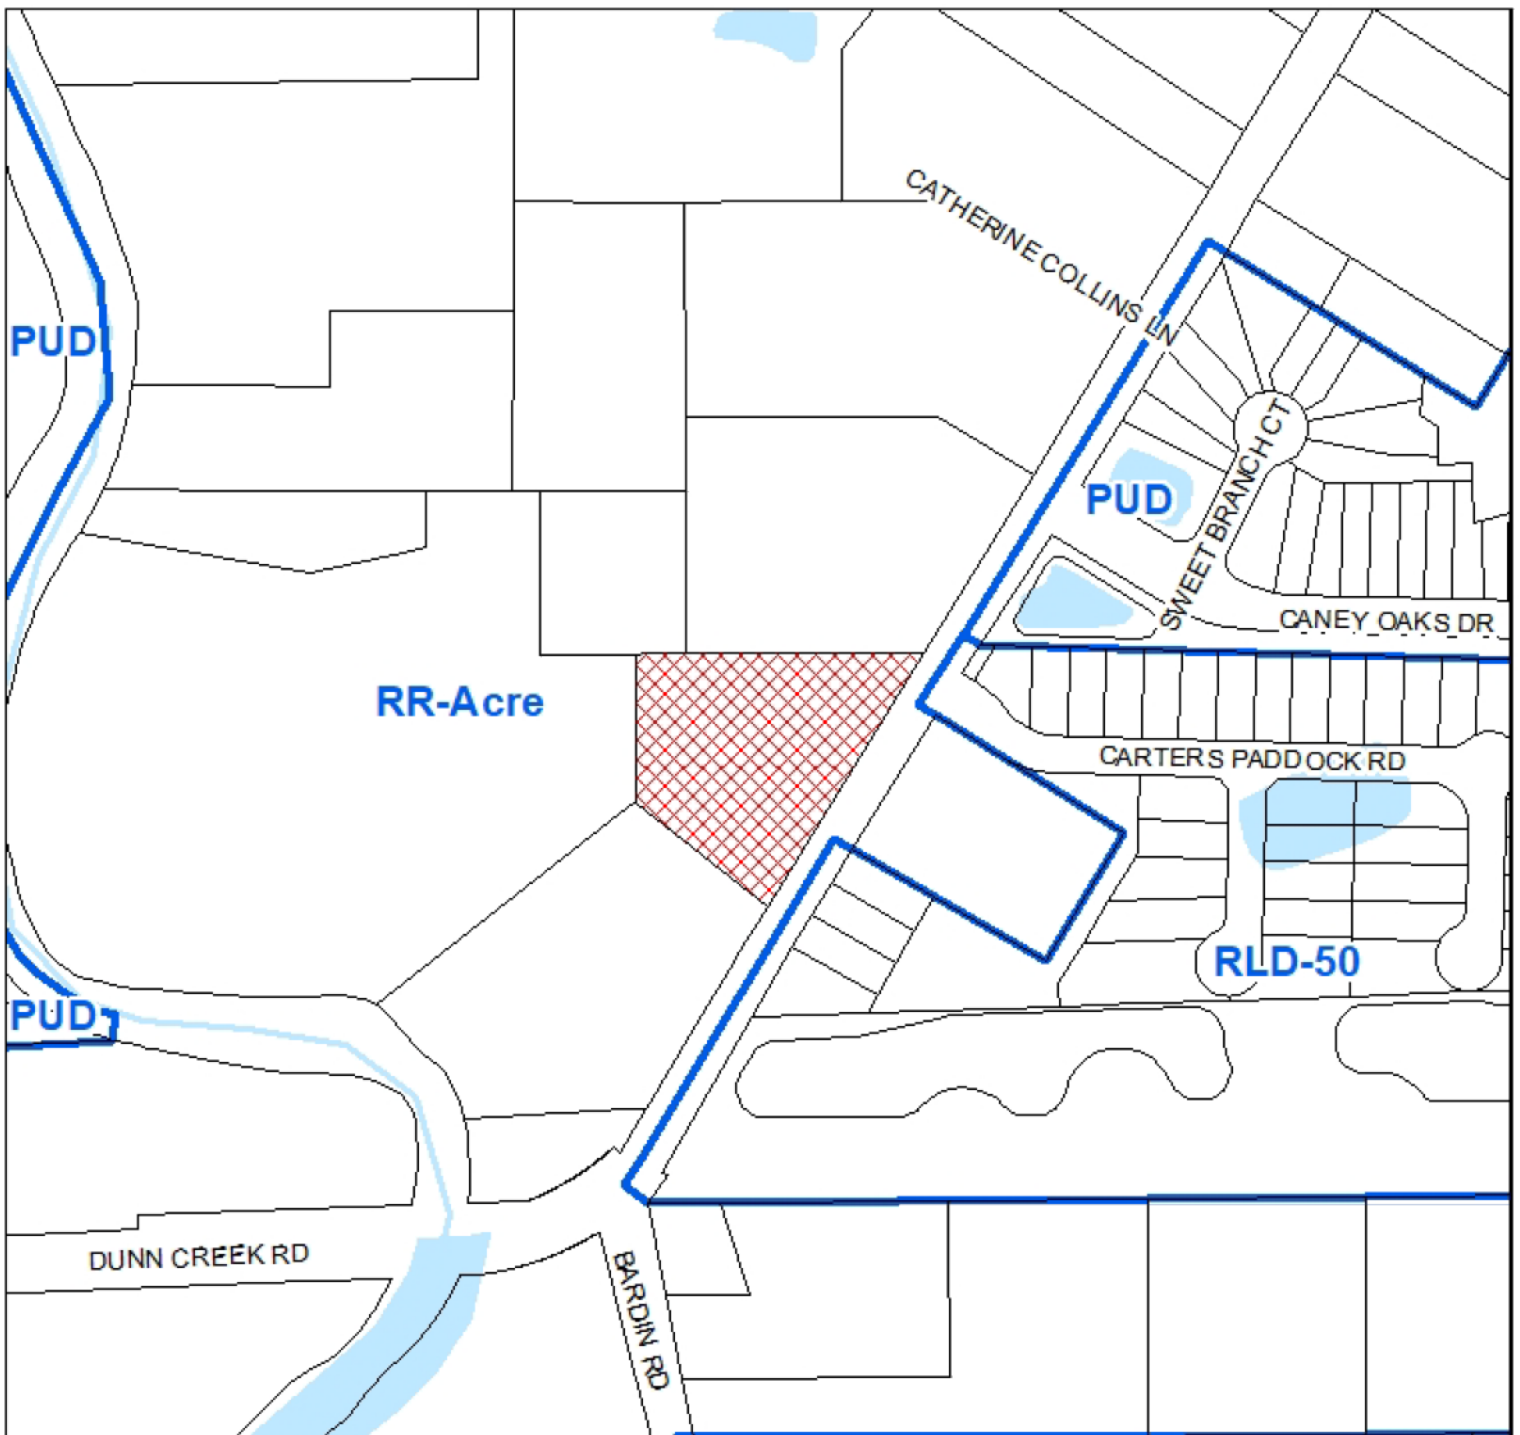 CATHERINE COLLINS LN
PUD
PUD
SWEET BRANCH CT
CANEY OAKS DR
RR-Acre
CARTERS PADDOCK RD
RLD-50
PUD
DUNN CREEK RD
BARDIN RD